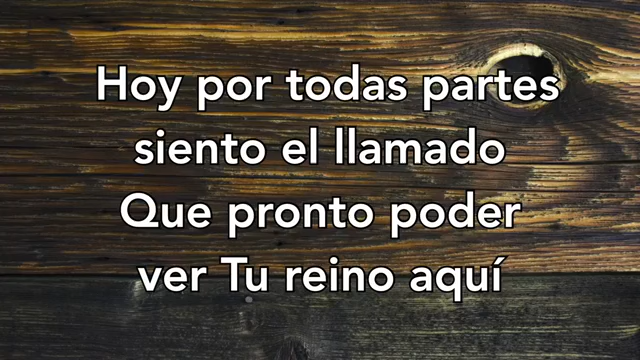 Hoy por todas partes
siento el llamado
Que pronto poder
ver Tu reino aquí